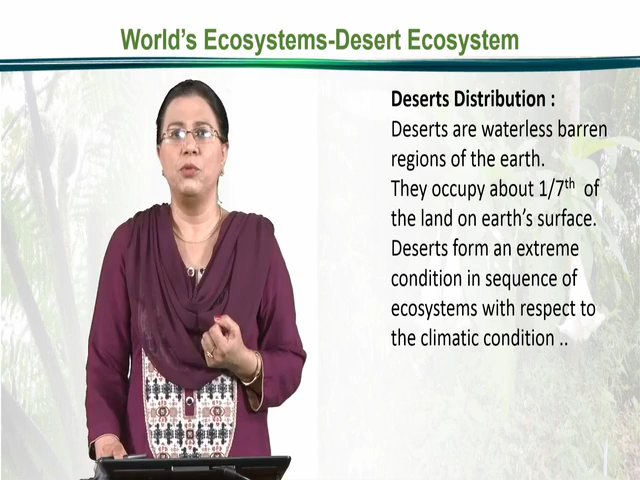 World's Ecosystems-Desert Ecosystem
Deserts Distribution :
Deserts are waterless barren
regions of the earth.
They occupy about 1/7th of
the land on earth's surface.
Deserts form an extreme
condition in sequence of
ecosystems with respect to
the climatic condition ..